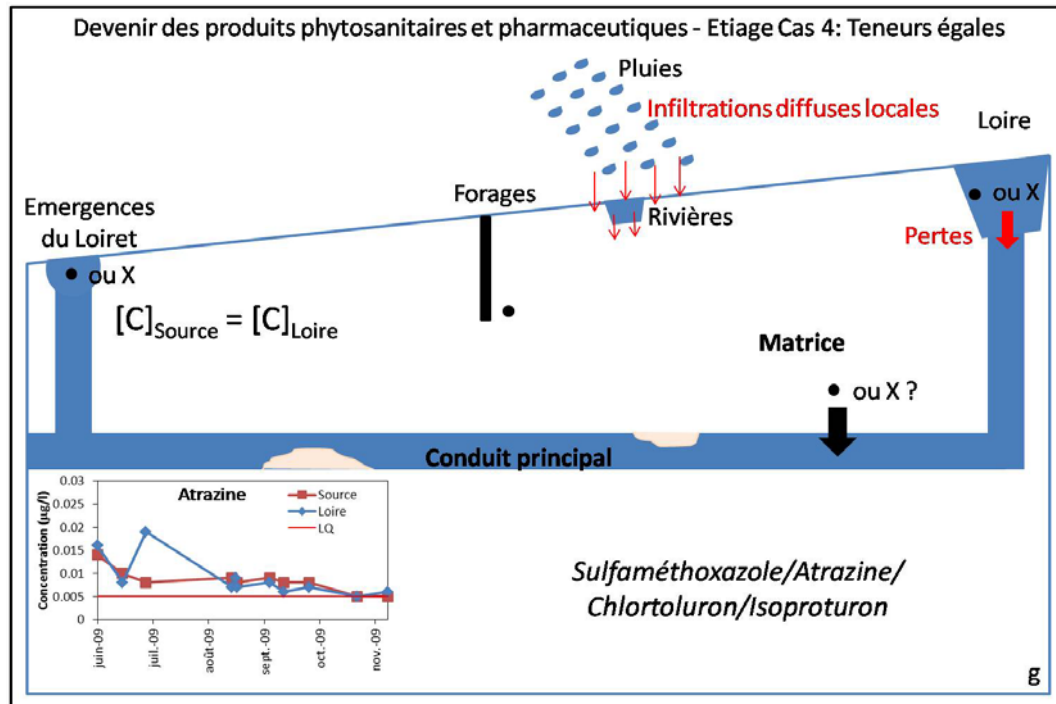 Devenir des produits phytosanitaires et pharmaceutiques - Etiage Cas 4: Teneurs égales
Pluies
Infiltrations diffuses locales
Loire
Forages
Emergences
du Loiret
Rivières
• ou X
Pertes
• ou X
[C]Source = [C]Loire
Matrice
• ou X ?
Conduit principal
Atrazine
Source
Loire
LQ
Concentration (µg/l)
0.03
0.025
0.02
0.015
0.01
0.005
0
juin-09
juil.-09
août-09
sept.-09
oct.-09
nov.-09
Sulfaméthoxazole/Atrazine/
Chlortoluron/Isoproturon
g